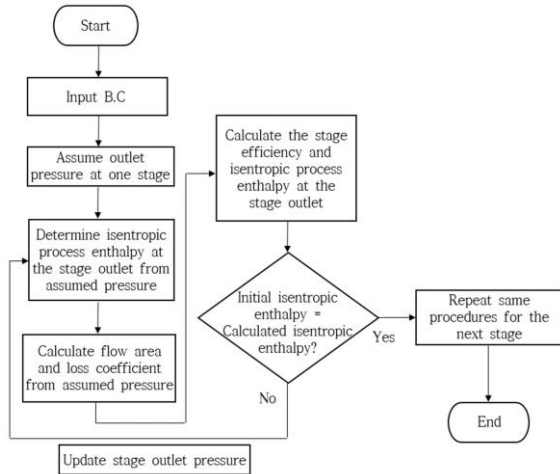 Start
Input B.C
Assume outlet
pressure at one stage
Determine isentropic
process enthalpy at
the stage outlet from
assumed pressure
Calculate flow area
and loss coefficient
from assumed pressure
Calculate the stage
efficiency and
isentropic process
enthalpy at the
stage outlet
Initial isentropic
enthalpy =
Calculated isentropic
enthalpy?
Yes
No
Repeat same
procedures for the
next stage
End
Update stage outlet pressure